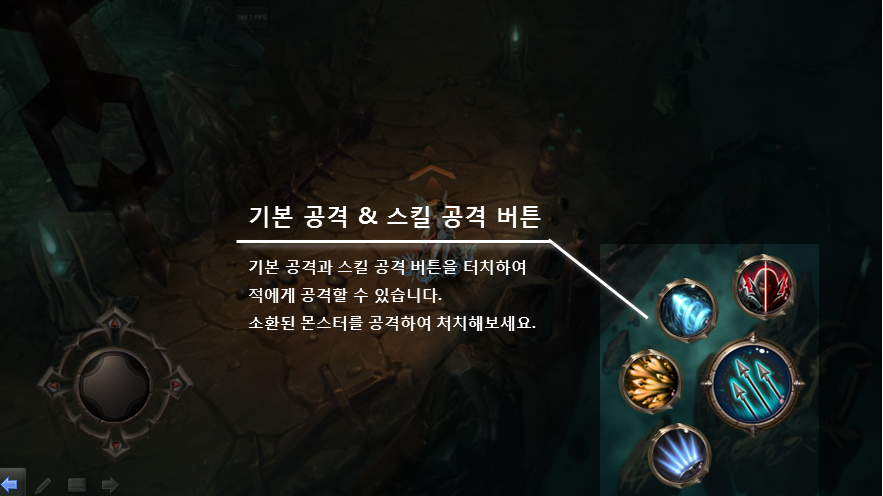 기본 공격 & 스킬 공격 버튼
기본 공격과 스킬 공격 버튼을 터치하여
적에게 공격할 수 있습니다.
소환된 몬스터를 공격하여 처치해보세요.